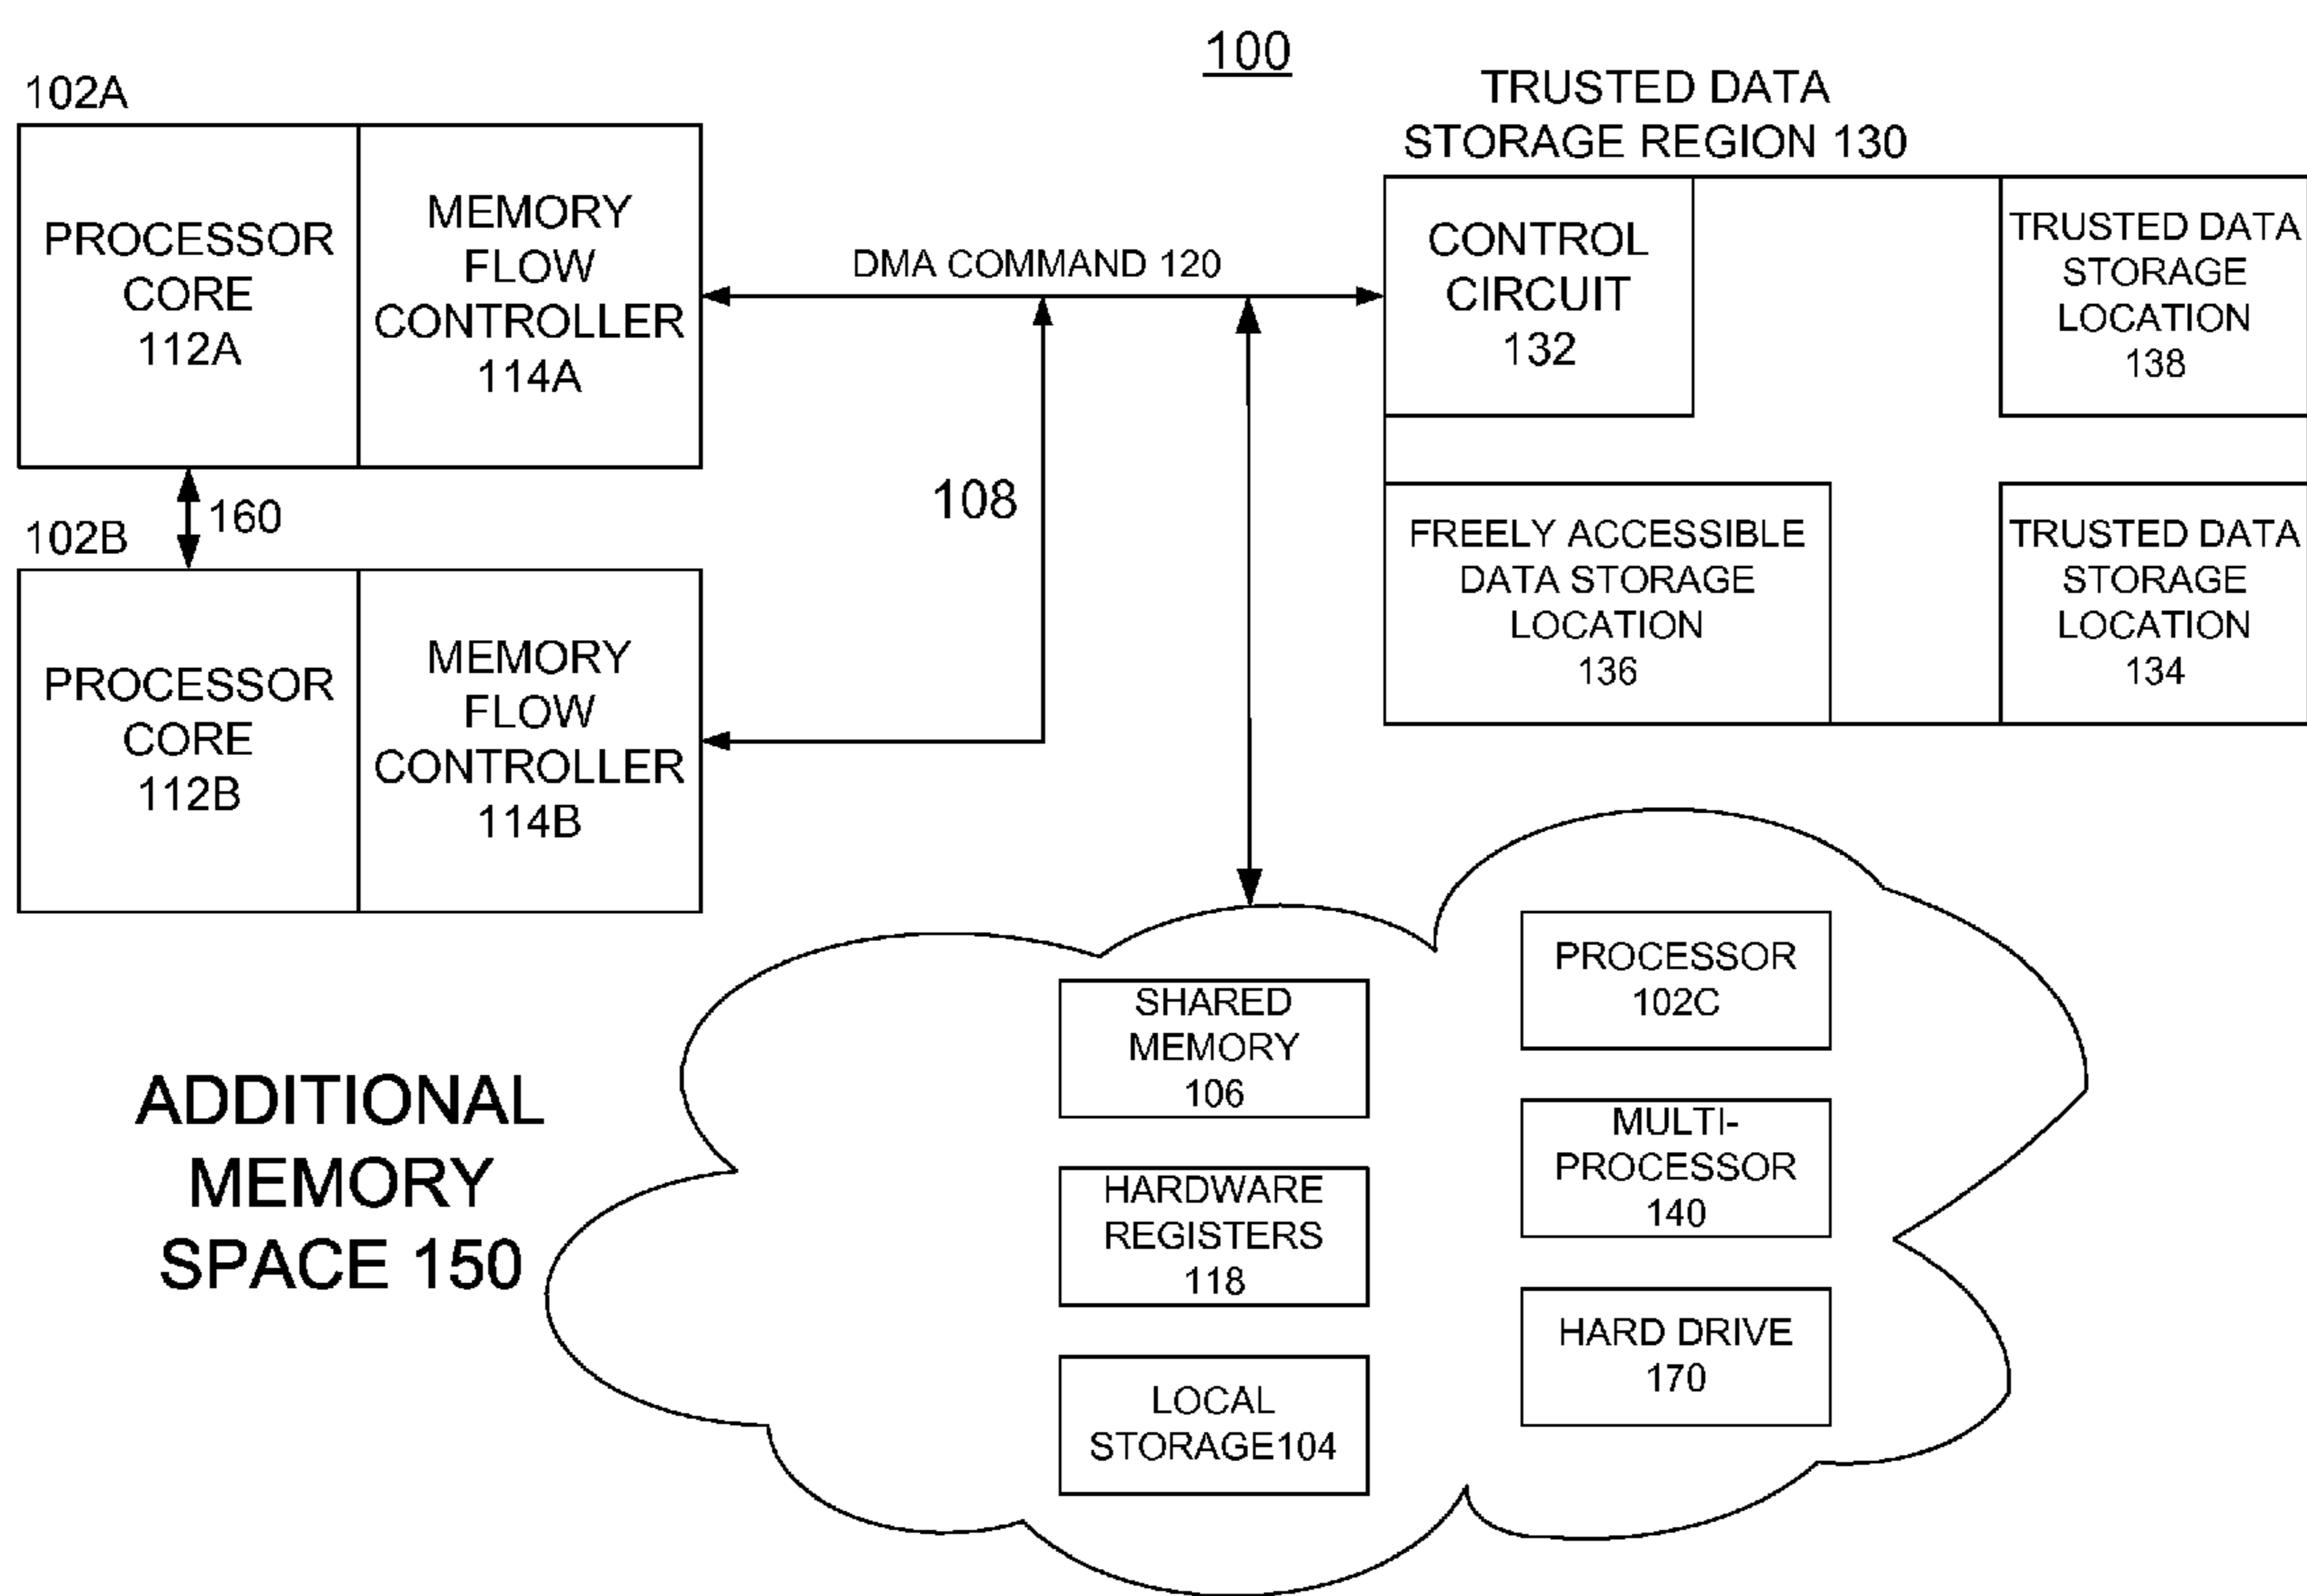 100
102A
PROCESSOR
CORE
112A
MEMORY
FLOW
CONTROLLER
114A
DMA COMMAND 120
TRUSTED DATA
STORAGE REGION 130
CONTROL
CIRCUIT
132
TRUSTED DATA
STORAGE
LOCATION
138
160
108
102B
PROCESSOR
CORE
112B
MEMORY
FLOW
CONTROLLER
114B
FREELY ACCESSIBLE
DATA STORAGE
LOCATION
136
TRUSTED DATA
STORAGE
LOCATION
134
ADDITIONAL
MEMORY
SPACE 150
SHARED
MEMORY
106
HARDWARE
REGISTERS
118
LOCAL
STORAGE104
PROCESSOR
102C
MULTI-
PROCESSOR
140
HARD DRIVE
170